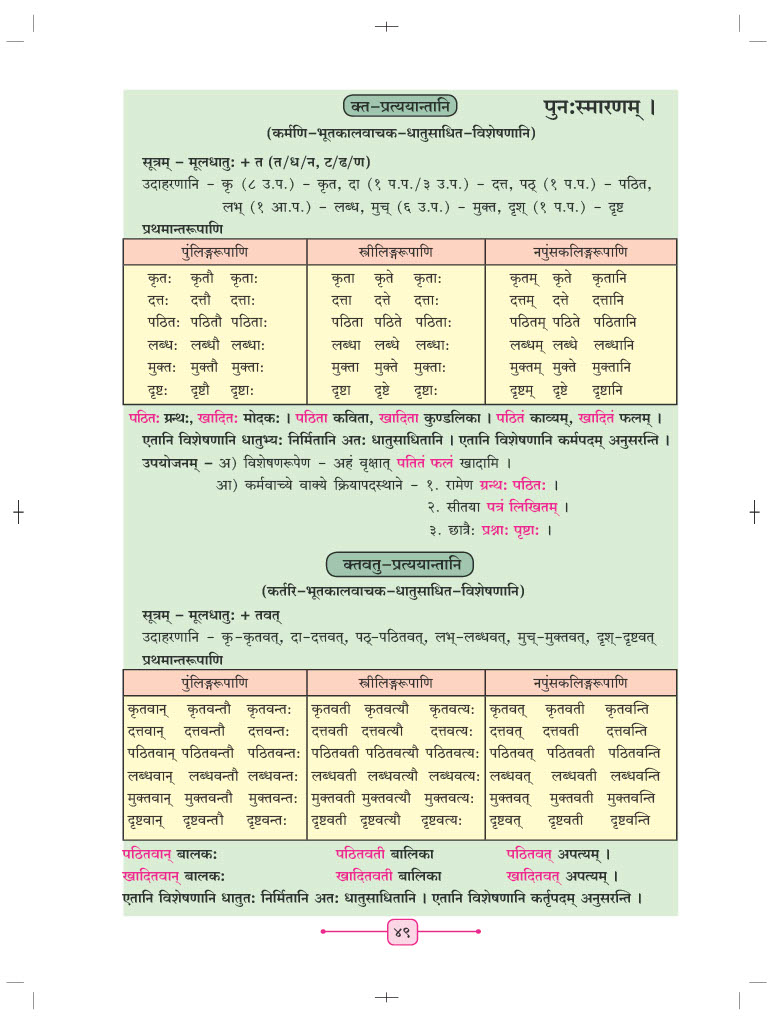 क्त–प्रत्ययान्तानि
पुनःस्मारणम् ।
(कर्मणि–भूतकालवाचक–धातुसाधित–विशेषणानि)
सूत्रम् – मूलधातुः + त (त/ध/न, ट/ढ/ण)
उदाहरणानि – कृ (८ उ.प.) – कृत, दा (१ प.प./३ उ.प.) – दत्त, पठ् (१ प.प.) – पठित,
लभ् (१ आ.प.) – लब्ध, मुच् (६ उ.प.) – मुक्त, दृश् (१ प.प.) – दृष्ट
प्रथमान्तरूपाणि
पुंलिङ्गरूपाणि स्त्रीलिङ्गरूपाणि नपुंसकलिङ्गरूपाणि
कृतः कृतौ कृताः कृता कृते कृताः कृतम् कृते कृतानि
दत्तः दत्तौ दत्ताः दत्ता दत्ते दत्ताः दत्तम् दत्ते दत्तानि
पठितः पठितौ पठिताः पठिता पठिते पठिताः पठितम् पठिते पठितानि
लब्धः लब्धौ लब्धाः लब्धा लब्धे लब्धाः लब्धम् लब्धे लब्धानि
मुक्तः मुक्तौ मुक्ताः मुक्ता मुक्ते मुक्ताः मुक्तम् मुक्ते मुक्तानि
दृष्टः दृष्टौ दृष्टाः दृष्टा दृष्टे दृष्टाः दृष्टम् दृष्टे दृष्टानि
पठितः ग्रन्थः, खादितः मोदकः । पठिता कविता, खादिता कुण्डलिका । पठितं काव्यम्, खादितं फलम् ।
एतानि विशेषणानि धातुभ्यः निर्मितानि अतः धातुसाधितानि । एतानि विशेषणानि कर्मपदम् अनुसरन्ति ।
उपयोजनम् – अ) विशेषणरूपेण – अहं वृक्षात् पतितं फलं खादामि ।
आ) कर्मवाच्ये वाक्ये क्रियापदस्थाने – १. रामेण ग्रन्थः पठितः ।
२. सीतया पत्रं लिखितम् ।
३. छात्रैः प्रश्नाः पृष्टाः ।
क्तवतु–प्रत्ययान्तानि
(कर्तरि–भूतकालवाचक–धातुसाधित–विशेषणानि)
सूत्रम् – मूलधातुः + तवत्
उदाहरणानि – कृ–कृतवत्, दा–दत्तवत्, पठ्–पठितवत्, लभ्–लब्धवत्, मुच्–मुक्तवत्, दृश्–दृष्टवत्
प्रथमान्तरूपाणि
पुंलिङ्गरूपाणि स्त्रीलिङ्गरूपाणि नपुंसकलिङ्गरूपाणि
कृतवान् कृतवन्तौ कृतवन्तः कृतवती कृतवत्यौ कृतवत्यः कृतवत् कृतवती कृतवन्ति
दत्तवान् दत्तवन्तौ दत्तवन्तः दत्तवती दत्तवत्यौ दत्तवत्यः दत्तवत् दत्तवती दत्तवन्ति
पठितवान् पठितवन्तौ पठितवन्तः पठितवती पठितवत्यौ पठितवत्यः पठितवत् पठितवती पठितवन्ति
लब्धवान् लब्धवन्तौ लब्धवन्तः लब्धवती लब्धवत्यौ लब्धवत्यः लब्धवत् लब्धवती लब्धवन्ति
मुक्तवान् मुक्तवन्तौ मुक्तवन्तः मुक्तवती मुक्तवत्यौ मुक्तवत्यः मुक्तवत् मुक्तवती मुक्तवन्ति
दृष्टवान् दृष्टवन्तौ दृष्टवन्तः दृष्टवती दृष्टवत्यौ दृष्टवत्यः दृष्टवत् दृष्टवती दृष्टवन्ति
पठितवान् बालकः पठितवती बालिका पठितवत् अपत्यम् ।
खादितवान् बालकः खादितवती बालिका खादितवत् अपत्यम् ।
एतानि विशेषणानि धातुतः निर्मितानि अतः धातुसाधितानि । एतानि विशेषणानि कर्तृपदम् अनुसरन्ति ।
४९